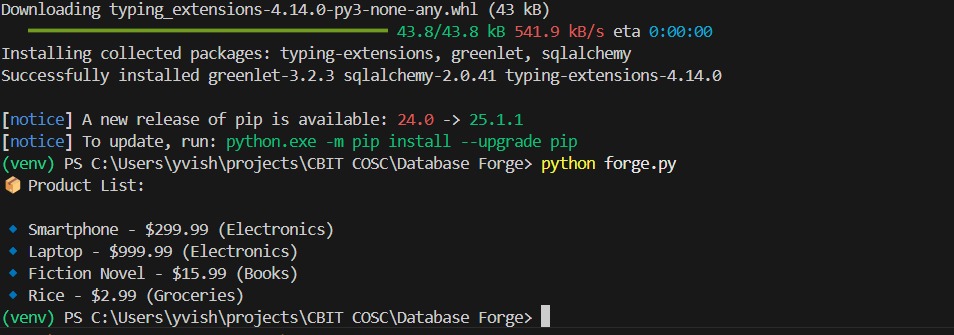 Downloading typing_extensions-4.14.0-py3-none-any.whl (43 kB)
43.8/43.8 kB 541.9 kB/s eta 0:00:00
Installing collected packages: typing-extensions, greenlet, sqlalchemy
Successfully installed greenlet-3.2.3 sqlalchemy-2.0.41 typing-extensions-4.14.0
[notice] A new release of pip is available: 24.0 -> 25.1.1
[notice] To update, run: python.exe -m pip install --upgrade pip
(venv) PS C:\Users\yvish\projects\CBIT COSC\Database Forge> python forge.py
📦 Product List:
🔹 Smartphone - $299.99 (Electronics)
🔹 Laptop - $999.99 (Electronics)
🔹 Fiction Novel - $15.99 (Books)
🔹 Rice - $2.99 (Groceries)
(venv) PS C:\Users\yvish\projects\CBIT COSC\Database Forge>